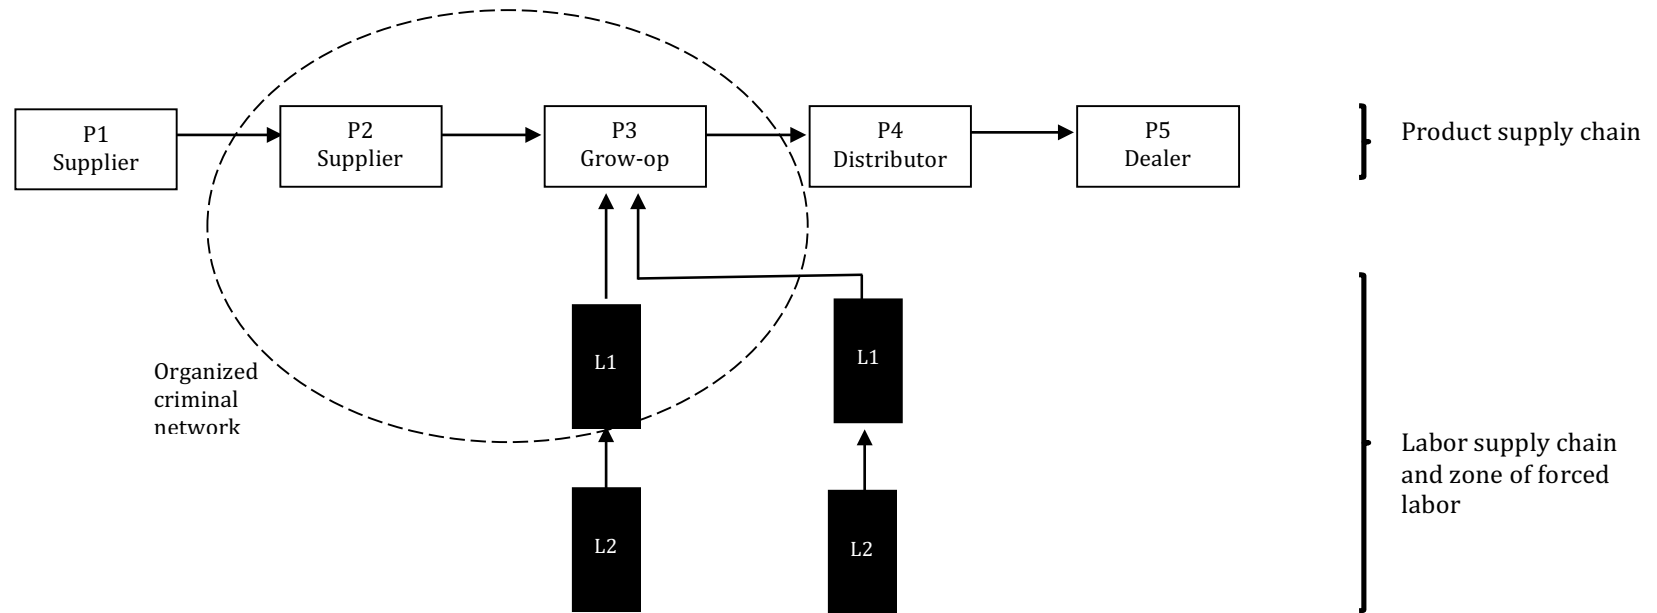 P1
Supplier
P2
Supplier
P3
Grow-op
P4
Distributor
P5
Dealer
Product supply chain
L1
L1
Organized
criminal
network
Labor supply chain
and zone of forced
labor
L2
L2